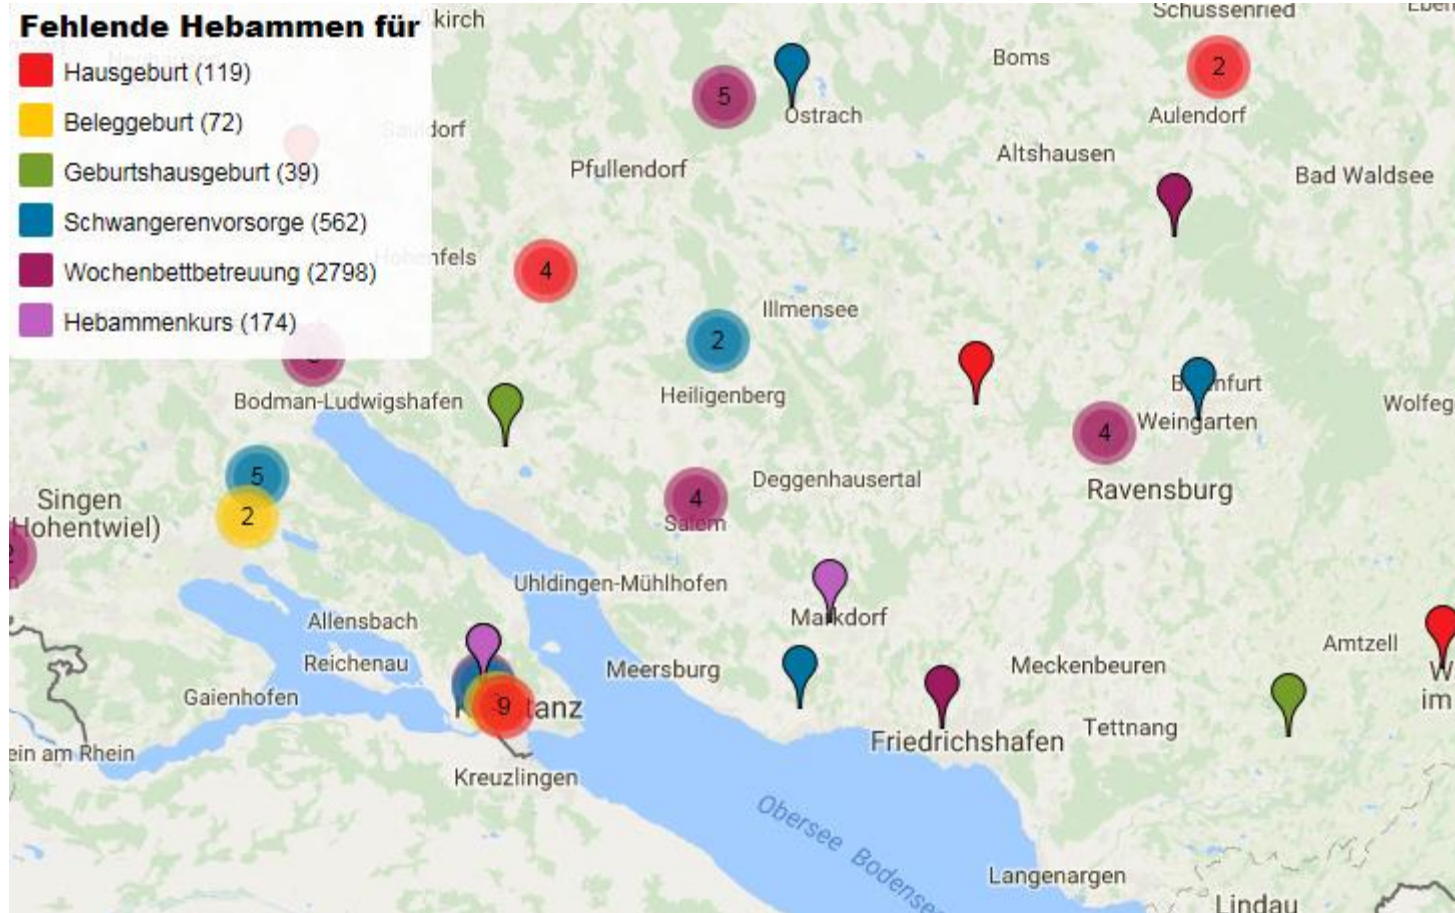 Fehlende Hebammen für
Hausgeburt (119)
Beleggeburt (72)
Geburtshausgeburt (39)
Schwangerenvorsorge (562)
Wochenbettbetreuung (2798)
Hebammenkurs (174)
kirch
Schussenried
Boms
2
5
Ostrach
Aulendorf
Altshausen
Pfullendorf
Bad Waldsee
4
Illmensee
2
Heiligenberg
Bodman-Ludwigshafen
Wolfeg
4
Weingarten
5
Deggenhausertal
Ravensburg
Singen
Hohentwiel)
2
4
Salem
Uhldingen-Mühlhofen
Markdorf
Allensbach
Amtzell
Reichenau
Meersburg
Meckenbeuren
Gaienhofen
9
tanz
im
Tettnang
Friedrichshafen
ein am Rhein
Kreuzlingen
Obersee Bodensee
Langenargen
Lindau